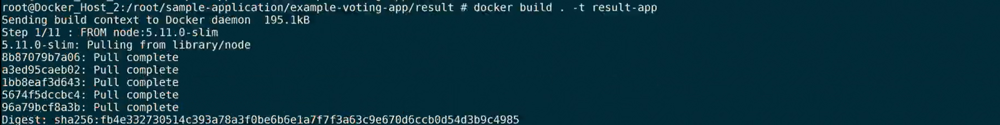 root@Docker_Host_2:/root/sample-application/example-voting-app/result # docker build . -t result-app
Sending build context to Docker daemon  195.1kB
Step 1/11 : FROM node:5.11.0-slim
5.11.0-slim: Pulling from library/node
8b87079b7a06: Pull complete
a3ed95caeb02: Pull complete
1bb8eaf3d643: Pull complete
5674f5dccbc4: Pull complete
96a79bcf8a3b: Pull complete
Digest: sha256:fb4e332730514c393a78a3f0be6b6e1a7f7f3a63c9e670d6ccb0d54d3b9c4985